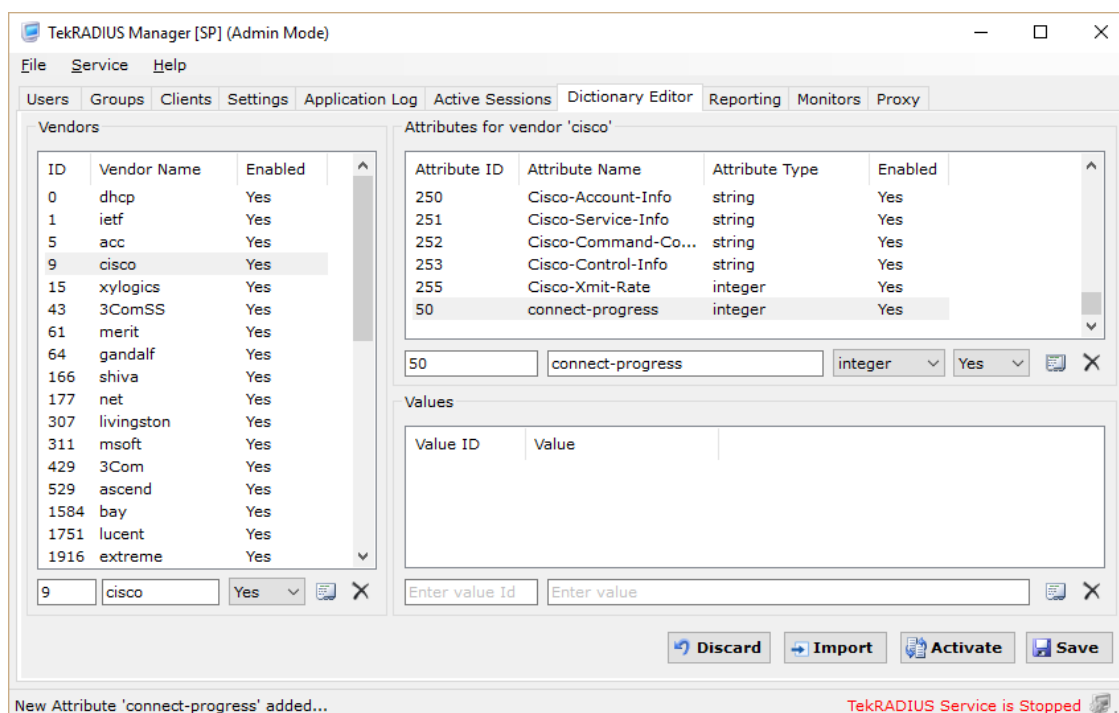 TekRADIUS Manager [SP] (Admin Mode)
File Service Help
Users Groups Clients Settings Application Log Active Sessions Dictionary Editor Reporting Monitors Proxy
Vendors
ID Vendor Name Enabled
0 dhcp Yes
1 ietf Yes
5 acc Yes
9 cisco Yes
15 xylogics Yes
43 3ComSS Yes
61 merit Yes
64 gandalf Yes
166 shiva Yes
177 net Yes
307 livingston Yes
311 msoft Yes
429 3Com Yes
529 ascend Yes
1584 bay Yes
1751 lucent Yes
1916 extreme Yes
9 cisco Yes
Attributes for vendor 'cisco'
Attribute ID Attribute Name Attribute Type Enabled
250 Cisco-Account-Info string Yes
251 Cisco-Service-Info string Yes
252 Cisco-Command-Co... string Yes
253 Cisco-Control-Info string Yes
255 Cisco-Xmit-Rate integer Yes
50 connect-progress integer Yes
50 connect-progress integer Yes
Values
Value ID Value
Enter value Id Enter value
Discard Import Activate Save
New Attribute 'connect-progress' added... TekRADIUS Service is Stopped